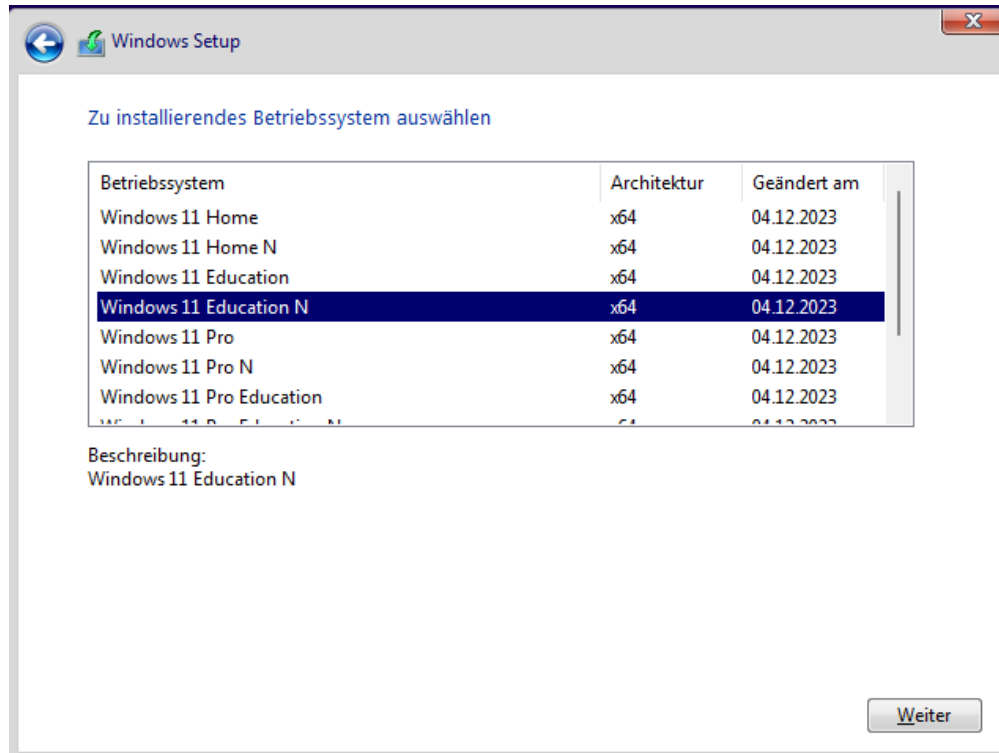 Windows Setup
Zu installierendes Betriebssystem auswählen
Betriebssystem Architektur Geändert am
Windows 11 Home x64 04.12.2023
Windows 11 Home N x64 04.12.2023
Windows 11 Education x64 04.12.2023
Windows 11 Education N x64 04.12.2023
Windows 11 Pro x64 04.12.2023
Windows 11 Pro N x64 04.12.2023
Windows 11 Pro Education x64 04.12.2023
Beschreibung:
Windows 11 Education N
Weiter